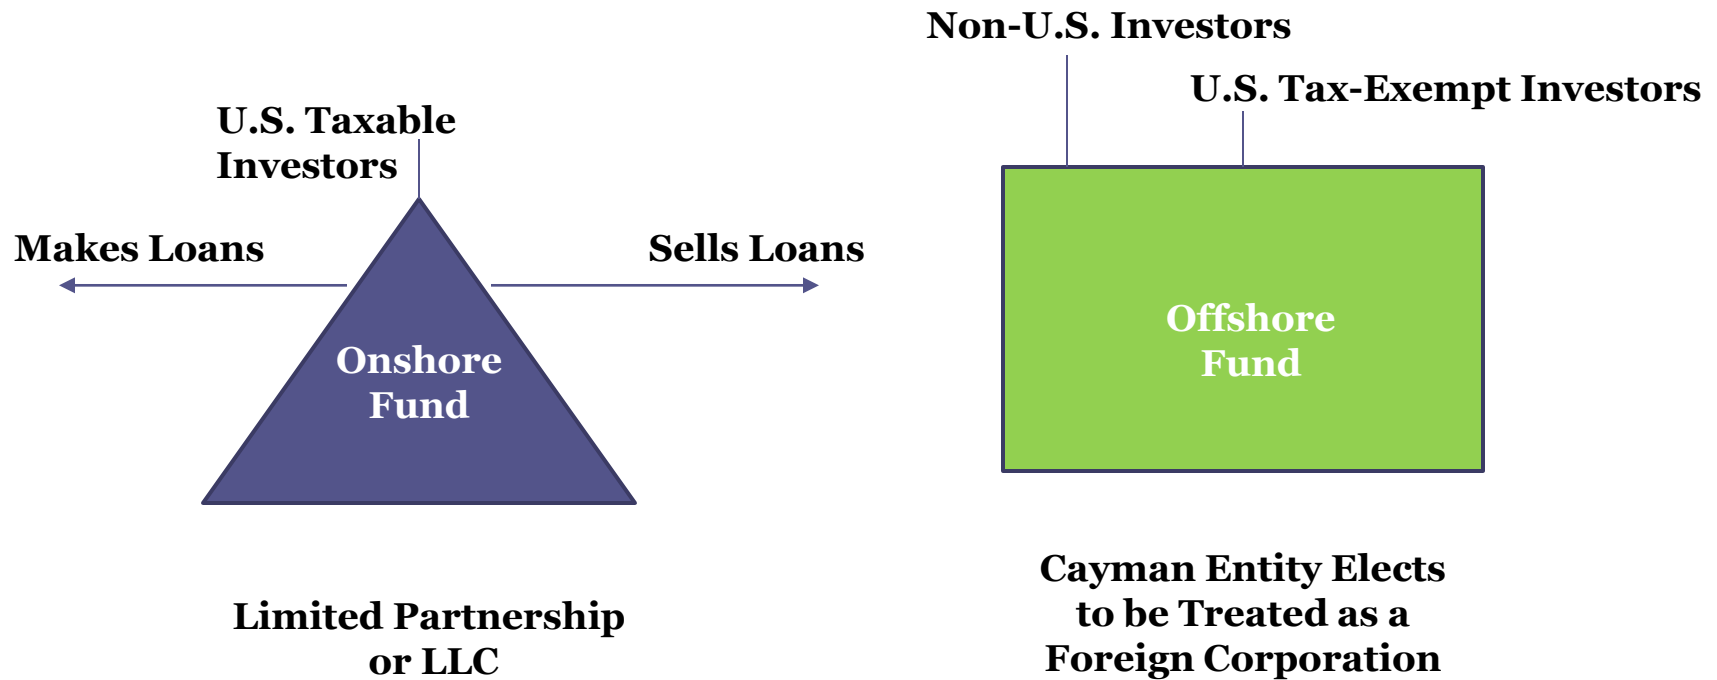 Non-U.S. Investors
U.S. Tax-Exempt Investors
U.S. Taxable
Investors
Makes Loans
Sells Loans
Onshore
Fund
Offshore
Fund
Limited Partnership
or LLC
Cayman Entity Elects
to be Treated as a
Foreign Corporation